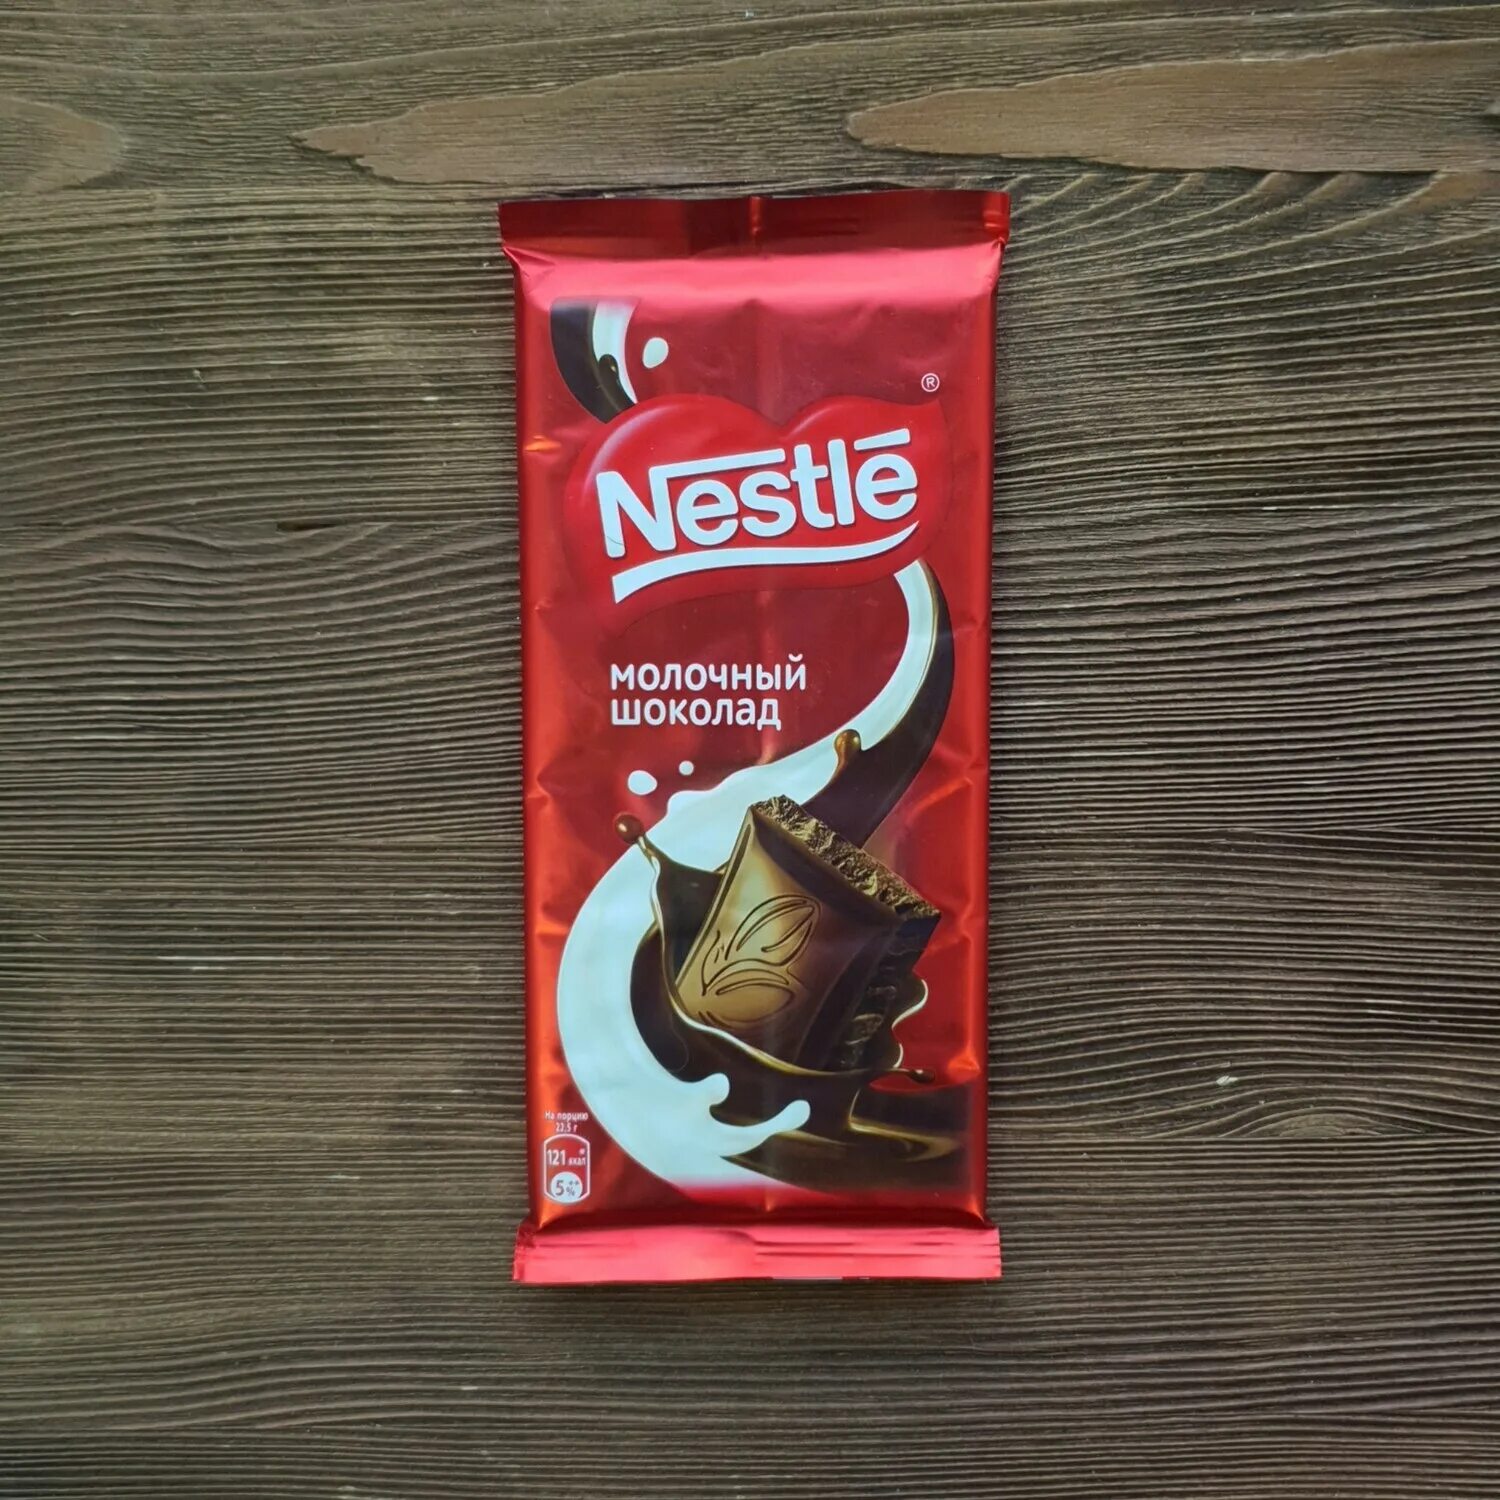 ®
Nestlé
молочный
шоколад
На порцию
22,5 г
121 ккал*
5%**